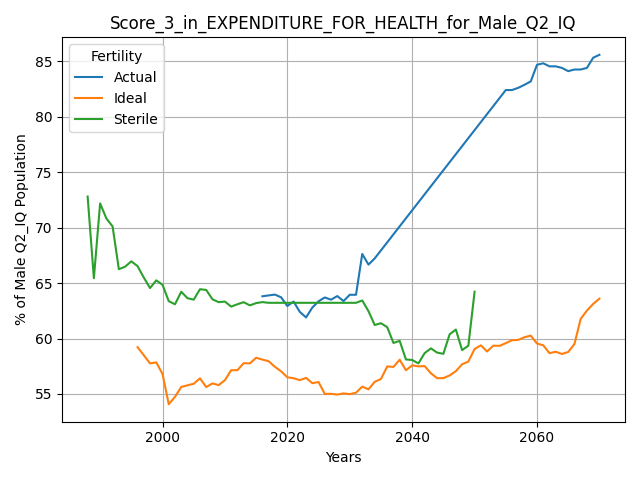 Score_3_in_EXPENDITURE_FOR_HEALTH_for_Male_Q2_IQ
Fertility
Actual
Ideal
Sterile
% of Male Q2_IQ Population
85
80
75
70
65
60
55
2000
2020
2040
2060
Years